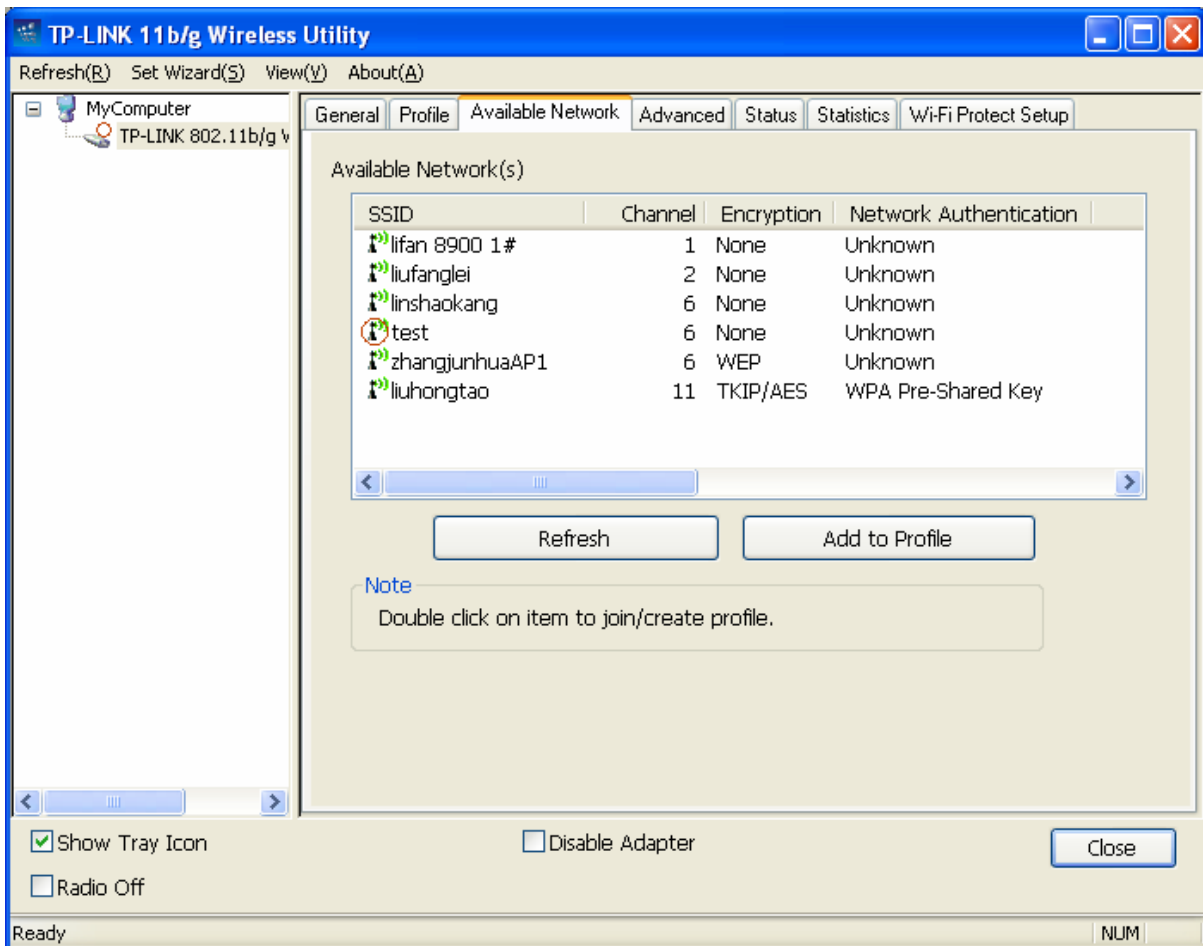 TP-LINK 11b/g Wireless Utility
Refresh(R) Set Wizard(S) View(V) About(A)
MyComputer
TP-LINK 802.11b/g
General Profile Available Network Advanced Status Statistics Wi-Fi Protect Setup
Available Network(s)
SSID Channel Encryption Network Authentication
lifan 8900 1# 1 None Unknown
liufanglei 2 None Unknown
linshaokang 6 None Unknown
test 6 None Unknown
zhangjunhuaAP1 6 WEP Unknown
liuhongtao 11 TKIP/AES WPA Pre-Shared Key
Refresh Add to Profile
Note
Double click on item to join/create profile.
Show Tray Icon Disable Adapter Close
Radio Off
Ready NUM